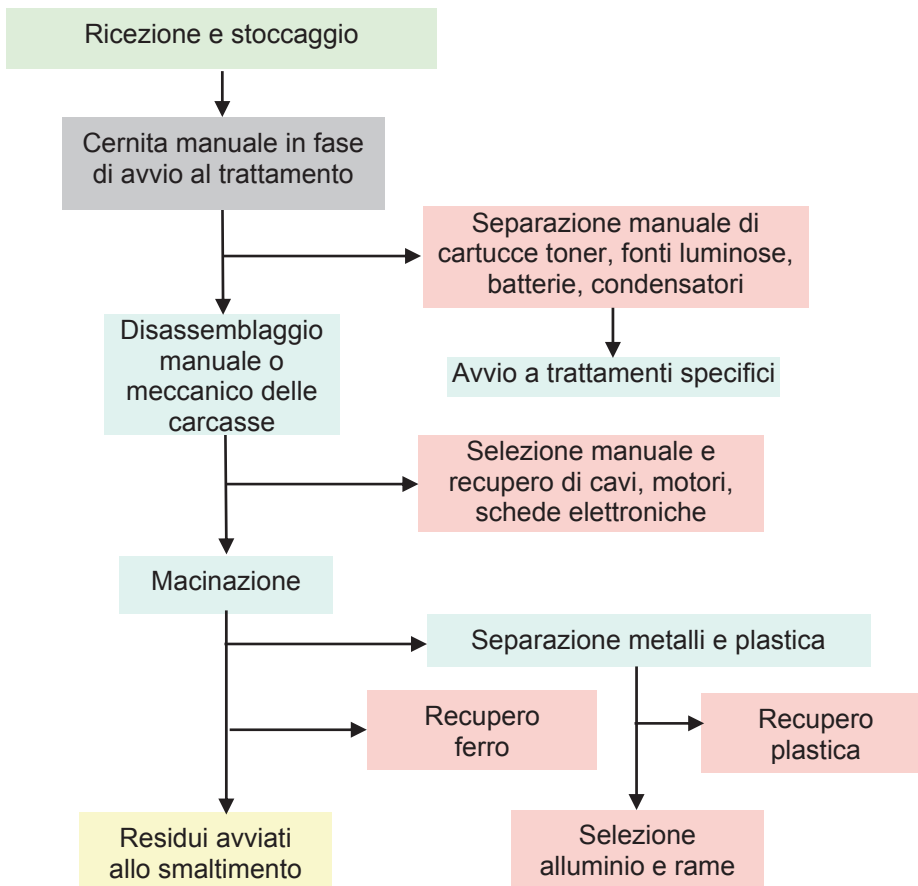 Ricezione e stoccaggio
Cernita manuale in fase
di avvio al trattamento
Separazione manuale di
cartucce toner, fonti luminose,
batterie, condensatori
Disassemblaggio
manuale o
meccanico delle
carcasse
Avvio a trattamenti specifici
Selezione manuale e
recupero di cavi, motori,
schede elettroniche
Macinazione
Separazione metalli e plastica
Recupero
ferro
Recupero
plastica
Residui avviati
allo smaltimento
Selezione
alluminio e rame